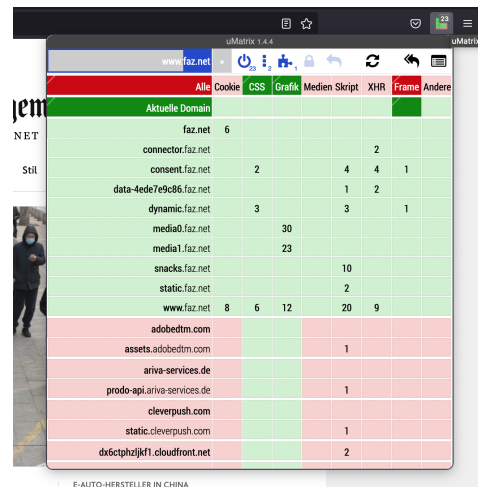 23
uMatrix 1.4.4
uMatrix
www.faz.net * 23 2 1
Alle Cookie CSS Grafik Medien Skript XHR Frame Andere
Aktuelle Domain
faz.net 6
connector.faz.net 2
consent.faz.net 2 4 4 1
data-4ede7e9c86.faz.net 1 2
dynamic.faz.net 3 3 1
media0.faz.net 30
media1.faz.net 23
snacks.faz.net 10
static.faz.net 2
www.faz.net 8 6 12 20 9
adobedtm.com
assets.adobedtm.com 1
ariva-services.de
prodo-api.ariva-services.de 1
cleverpush.com
static.cleverpush.com 1
dx6ctphzljkf1.cloudfront.net 2
gem
NET
Stil
E-AUTO-HERSTELLER IN CHINA